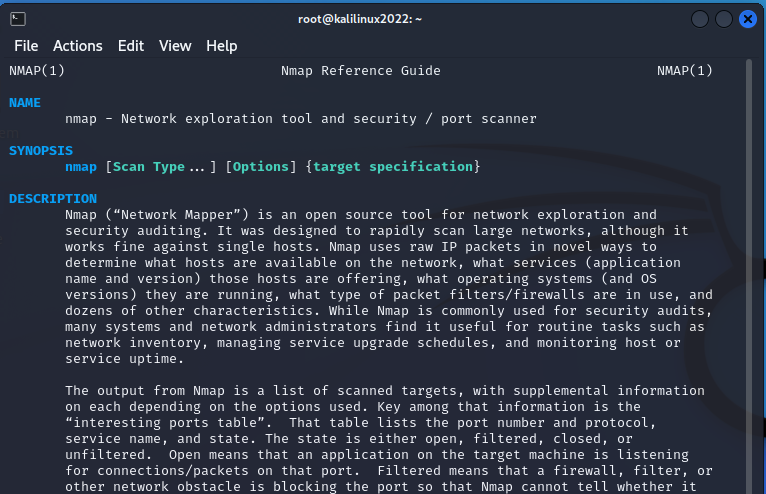 root@kalilinux2022: ~
File Actions Edit View Help
NMAP(1) Nmap Reference Guide NMAP(1)
NAME
nmap - Network exploration tool and security / port scanner
SYNOPSIS
nmap [Scan Type...] [Options] {target specification}
DESCRIPTION
Nmap (“Network Mapper”) is an open source tool for network exploration and
security auditing. It was designed to rapidly scan large networks, although it
works fine against single hosts. Nmap uses raw IP packets in novel ways to
determine what hosts are available on the network, what services (application
name and version) those hosts are offering, what operating systems (and OS
versions) they are running, what type of packet filters/firewalls are in use, and
dozens of other characteristics. While Nmap is commonly used for security audits,
many systems and network administrators find it useful for routine tasks such as
network inventory, managing service upgrade schedules, and monitoring host or
service uptime.
The output from Nmap is a list of scanned targets, with supplemental information
on each depending on the options used. Key among that information is the
“interesting ports table”.  That table lists the port number and protocol,
service name, and state. The state is either open, filtered, closed, or
unfiltered.  Open means that an application on the target machine is listening
for connections/packets on that port.  Filtered means that a firewall, filter, or
other network obstacle is blocking the port so that Nmap cannot tell whether it